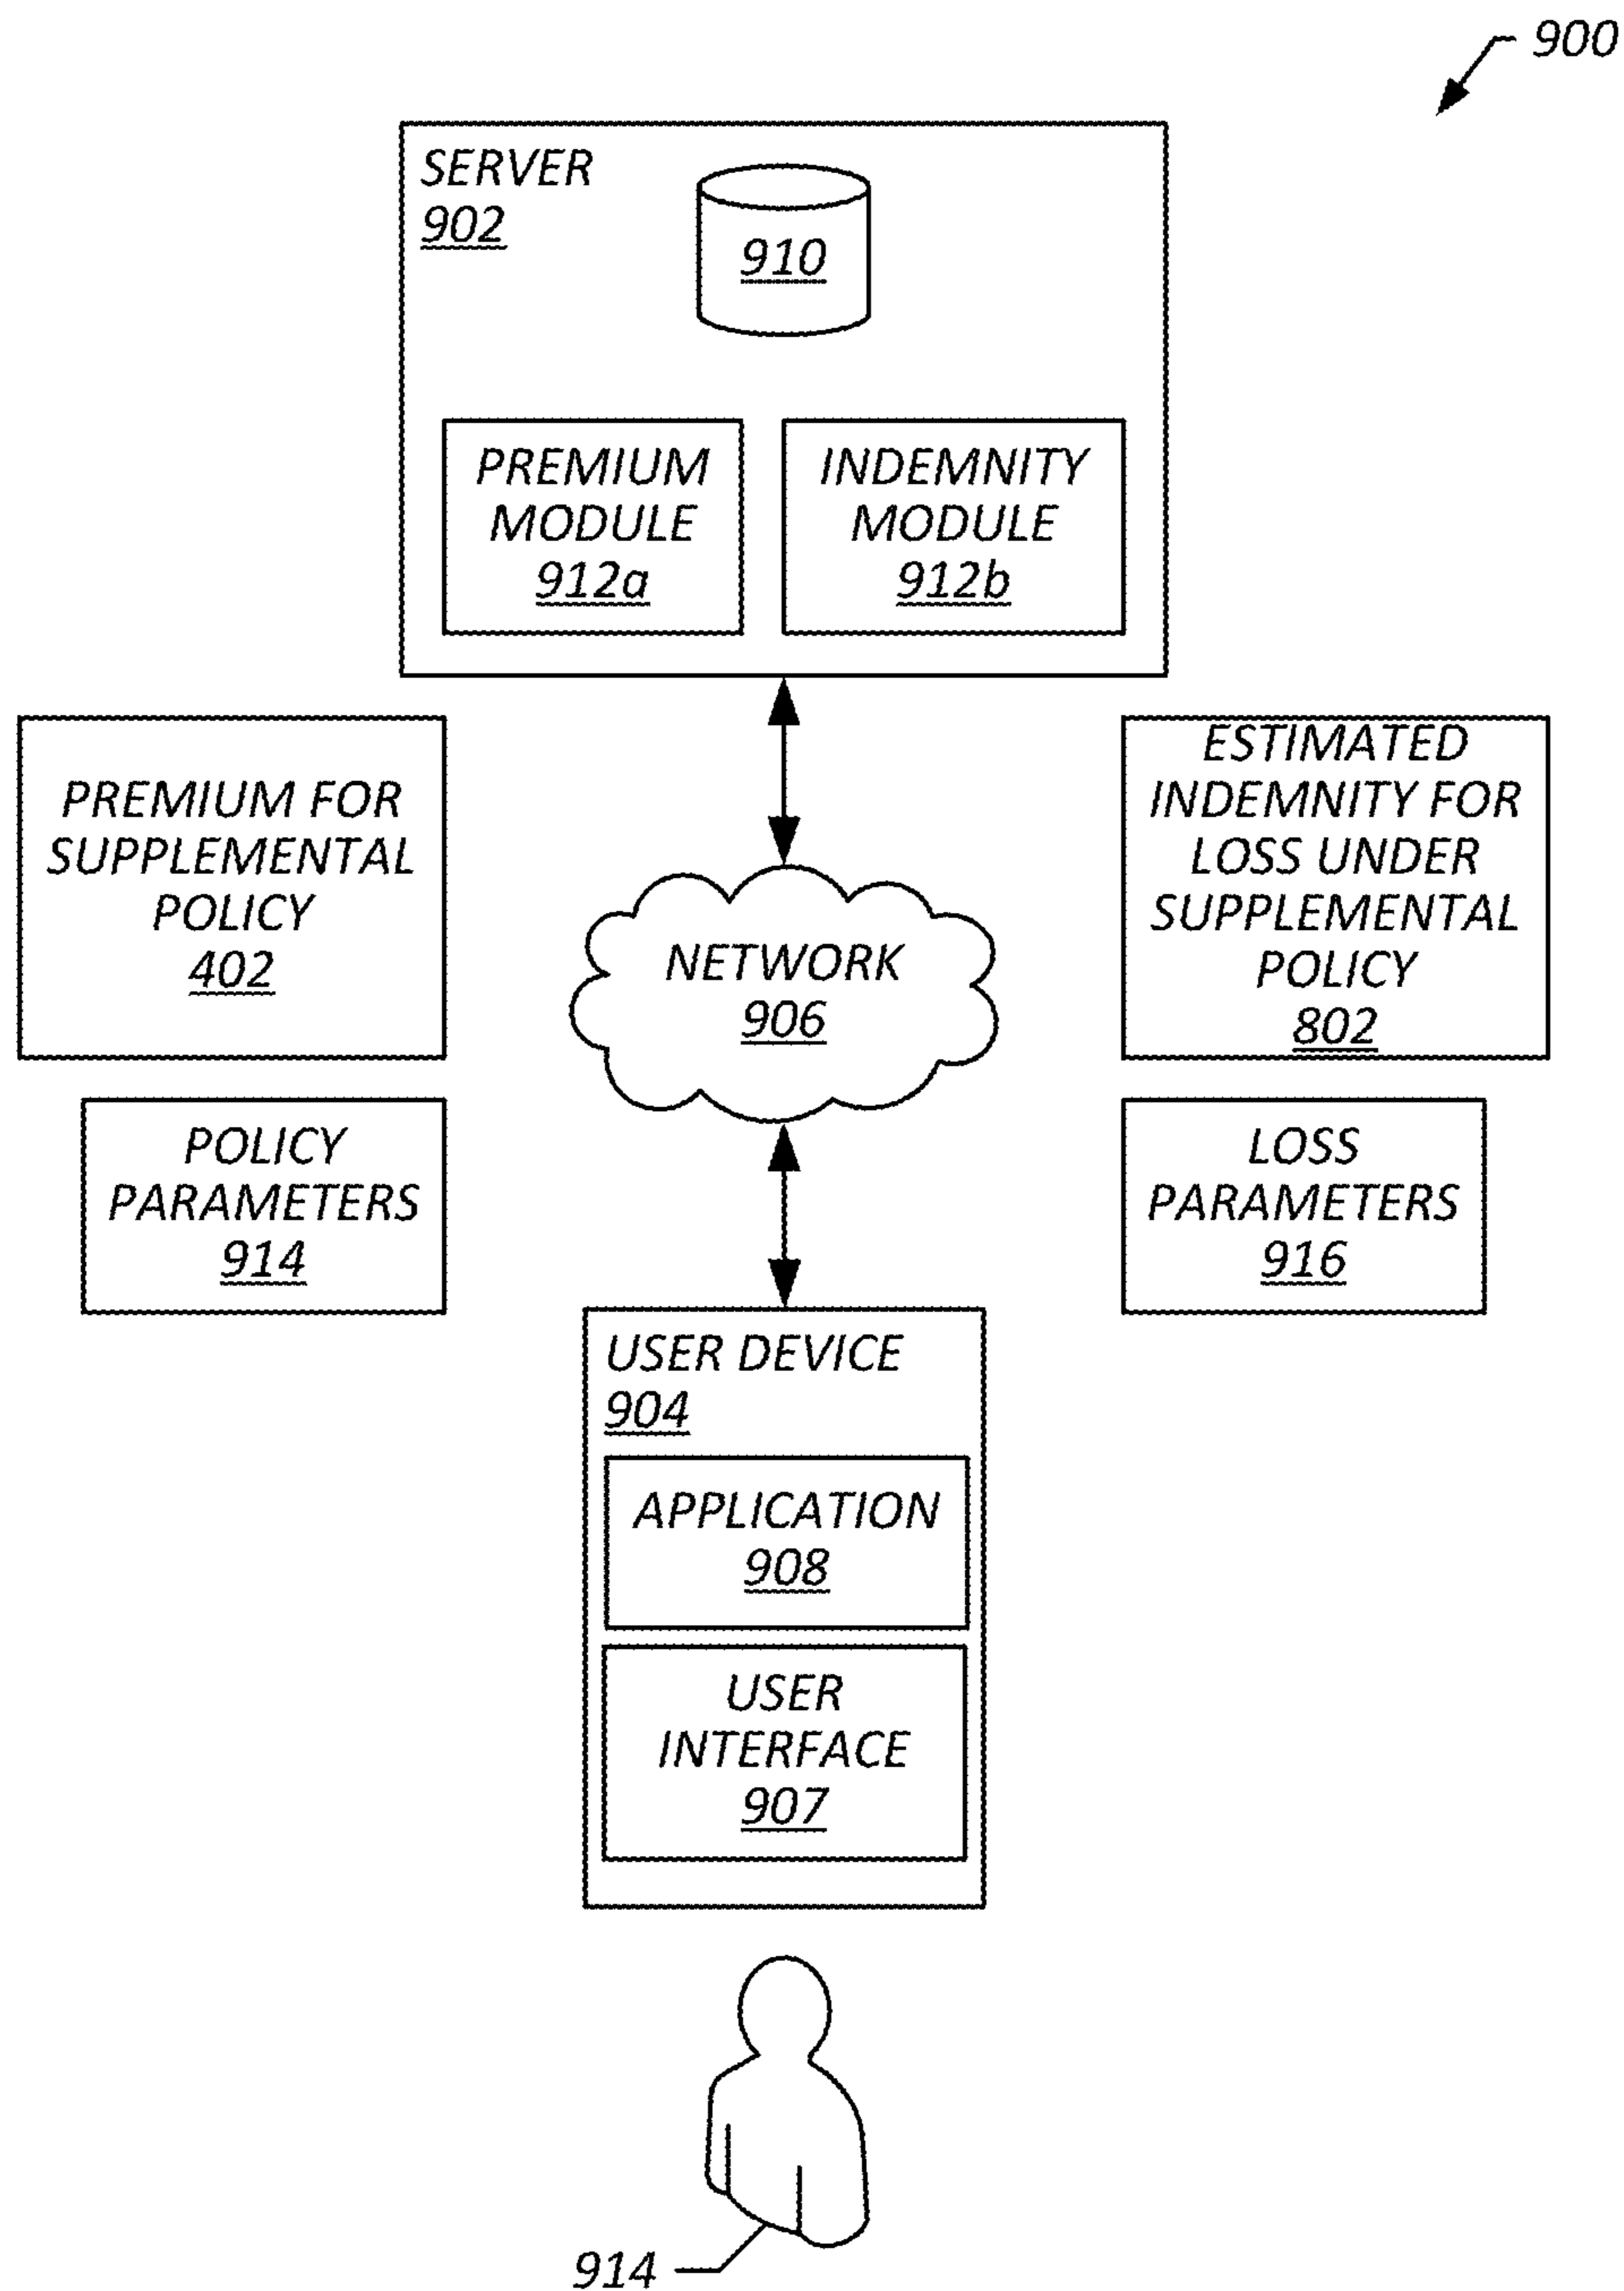 900
SERVER
902
910
PREMIUM
MODULE
912a
INDEMNITY
MODULE
912b
PREMIUM FOR
SUPPLEMENTAL
POLICY
402
ESTIMATED
INDEMNITY FOR
LOSS UNDER
SUPPLEMENTAL
POLICY
802
NETWORK
906
POLICY
PARAMETERS
914
LOSS
PARAMETERS
916
USER DEVICE
904
APPLICATION
908
USER
INTERFACE
907
914